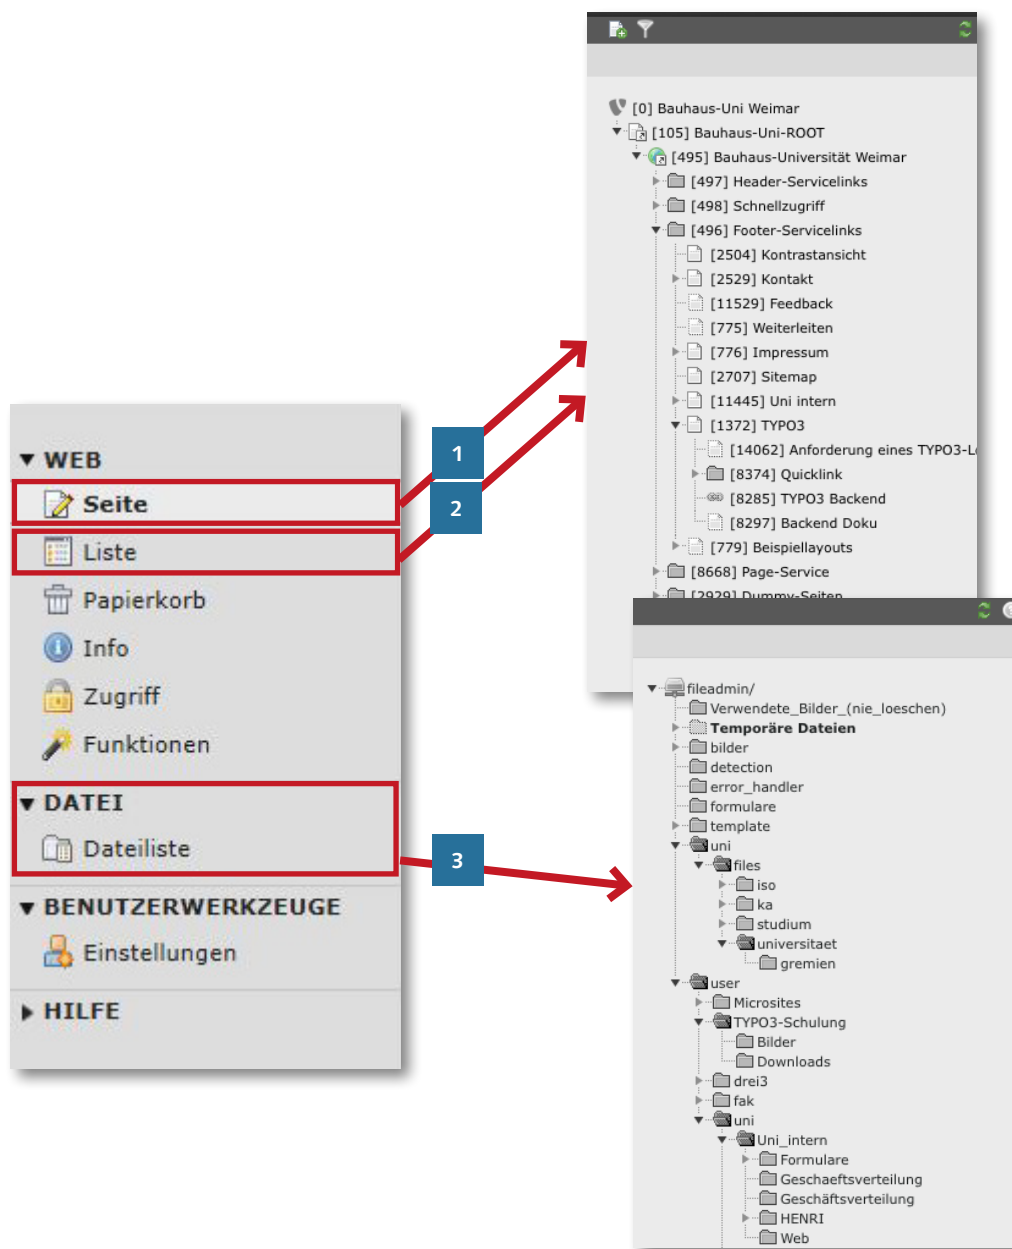 [0] Bauhaus-Uni Weimar
[105] Bauhaus-Uni-ROOT
[495] Bauhaus-Universität Weimar
[497] Header-Servicelinks
[498] Schnellzugriff
[496] Footer-Servicelinks
[2504] Kontrastansicht
[2529] Kontakt
[11529] Feedback
[775] Weiterleiten
[776] Impressum
[2707] Sitemap
[11445] Uni intern
[1372] TYPO3
[14062] Anforderung eines TYPO3-L
[8374] Quicklink
[8285] TYPO3 Backend
[8297] Backend Doku
[779] Beispiellayouts
[8668] Page-Service
[2929] Dummy-Seiten
WEB
Seite
Liste
Papierkorb
Info
Zugriff
Funktionen
DATEI
Dateiliste
BENUTZERWERKZEUGE
Einstellungen
HILFE
1
2
3
fileadmin/
Verwendete_Bilder_(nie_loeschen)
Temporäre Dateien
bilder
detection
error_handler
formulare
template
uni
files
iso
ka
studium
universitaet
gremien
user
Microsites
TYPO3-Schulung
Bilder
Downloads
drei3
fak
uni
Uni_intern
Formulare
Geschaeftsverteilung
Geschäftsverteilung
HENRI
Web